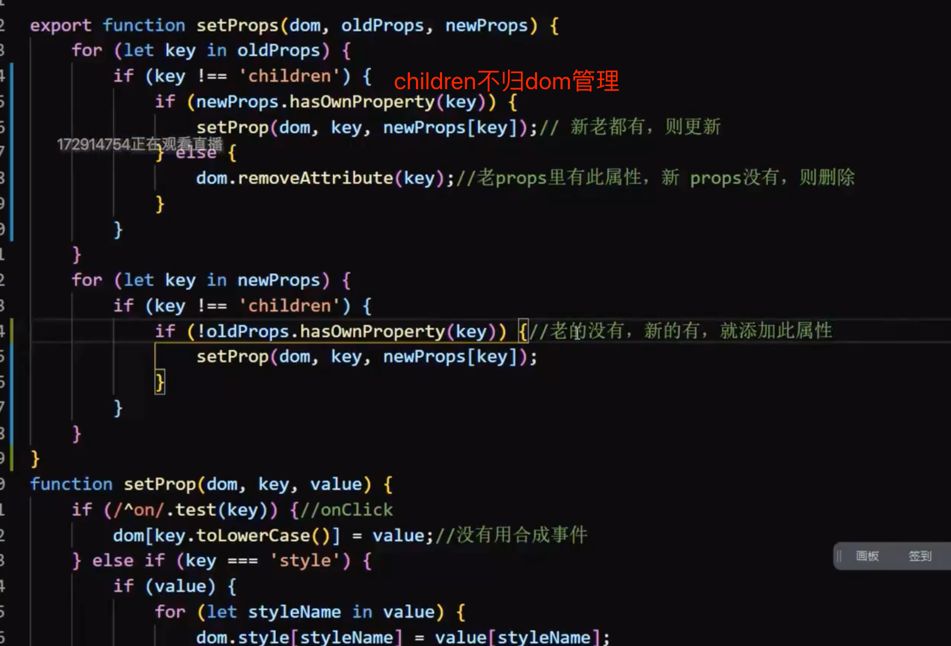 export function setProps(dom, oldProps, newProps) {
for (let key in oldProps) {
if (key !== 'children') {
children不归dom管理
if (newProps.hasOwnProperty(key)) {
setProp(dom, key, newProps[key]);// 新老都有，则更新
172914754正在观看直播
} else {
dom.removeAttribute(key);//老props里有此属性，新 props没有，则删除
}
}
}
for (let key in newProps) {
if (key !== 'children') {
if (!oldProps.hasOwnProperty(key)) {//老的没有，新的有，就添加此属性
setProp(dom, key, newProps[key]);
}
}
}
}
function setProp(dom, key, value) {
if (/^on/.test(key)) {//onClick
dom[key.toLowerCase()] = value;//没有用合成事件
} else if (key === 'style') {
画板 签到
if (value) {
for (let styleName in value) {
dom.style[styleName] = value[styleName];